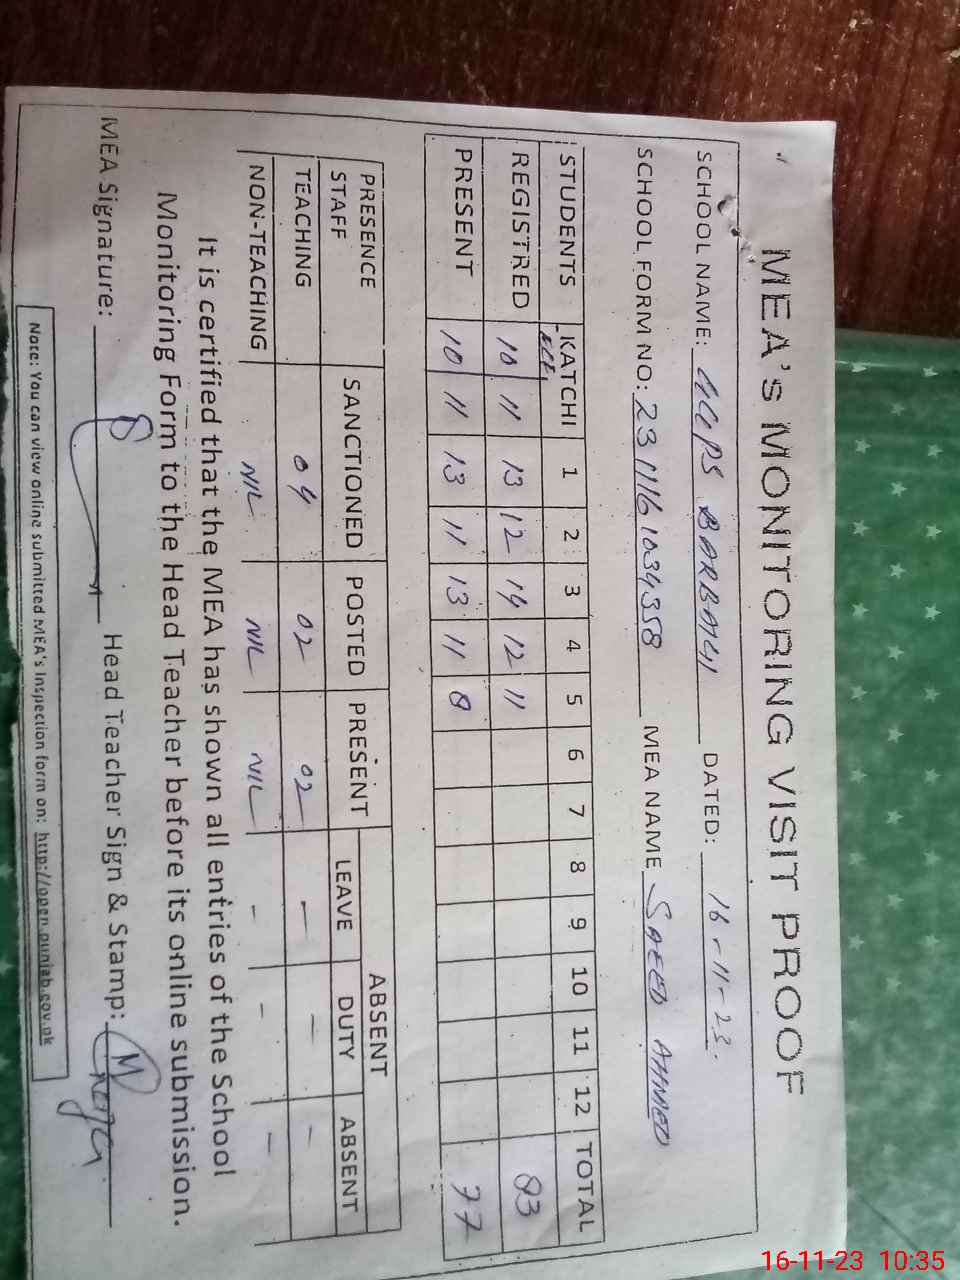 MEA's MONITORING VISIT PROOF
SCHOOL NAME: DATED: 16-11-23.
SCHOOL FORM NO: MEA NAME SAEED AHMED
STUDENTS KATCHI 1 2 3 4 5 6 7 8 9 10 11 12 TOTAL
REGISTRED 10 11 13 12 14 12 11 83
PRESENT 10 11 13 11 13 11 8 77
PRESENCE STAFF SANCTIONED POSTED PRESENT ABSENT
LEAVE DUTY ABSENT
TEACHING 04 02 02 - - -
NON-TEACHING NIL NIL NIL - - -
It is certified that the MEA has shown all entries of the School
Monitoring Form to the Head Teacher before its online submission.
MEA Signature: Head Teacher Sign & Stamp:
Note: You can view online submitted MEA's Inspection form on: http://open.punjab.gov.pk
16-11-23 10:35